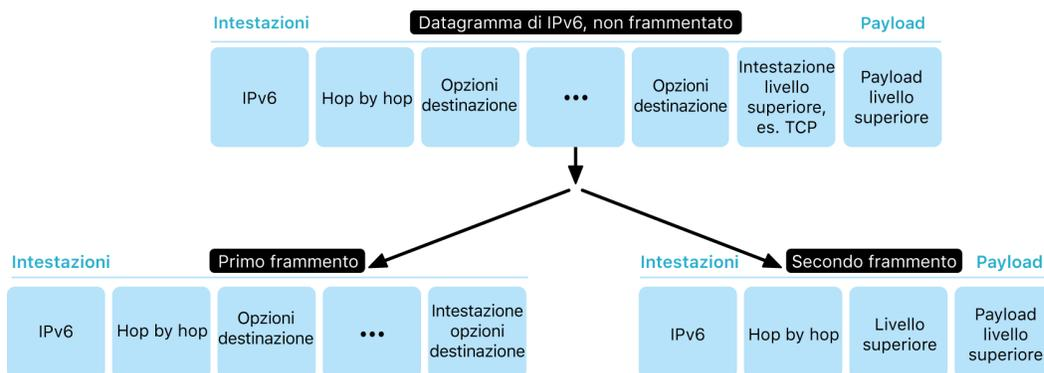 Intestazioni
Datagramma di IPv6, non frammentato
Payload
IPv6
Hop by hop
Opzioni
destinazione
...
Opzioni
destinazione
Intestazione
livello
superiore,
es. TCP
Payload
livello
superiore
Intestazioni
Primo frammento
IPv6
Hop by hop
Opzioni
destinazione
...
Intestazione
opzioni
destinazione
Intestazioni
Secondo frammento
Payload
IPv6
Hop by hop
Livello
superiore
Payload
livello
superiore